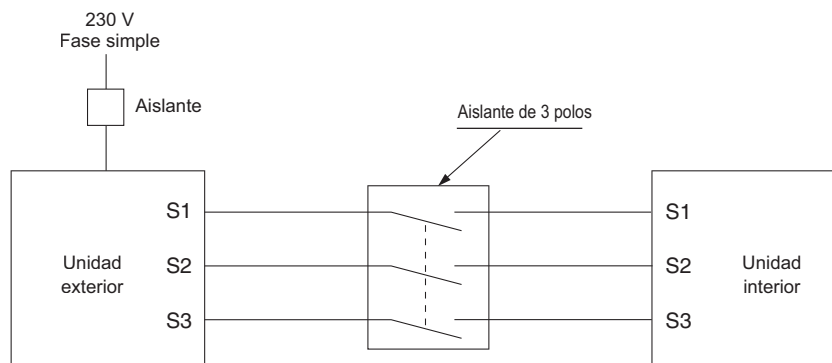 230 V
Fase simple
Aislante
Aislante de 3 polos
S1
S1
Unidad
exterior
S2
S2
Unidad
interior
S3
S3